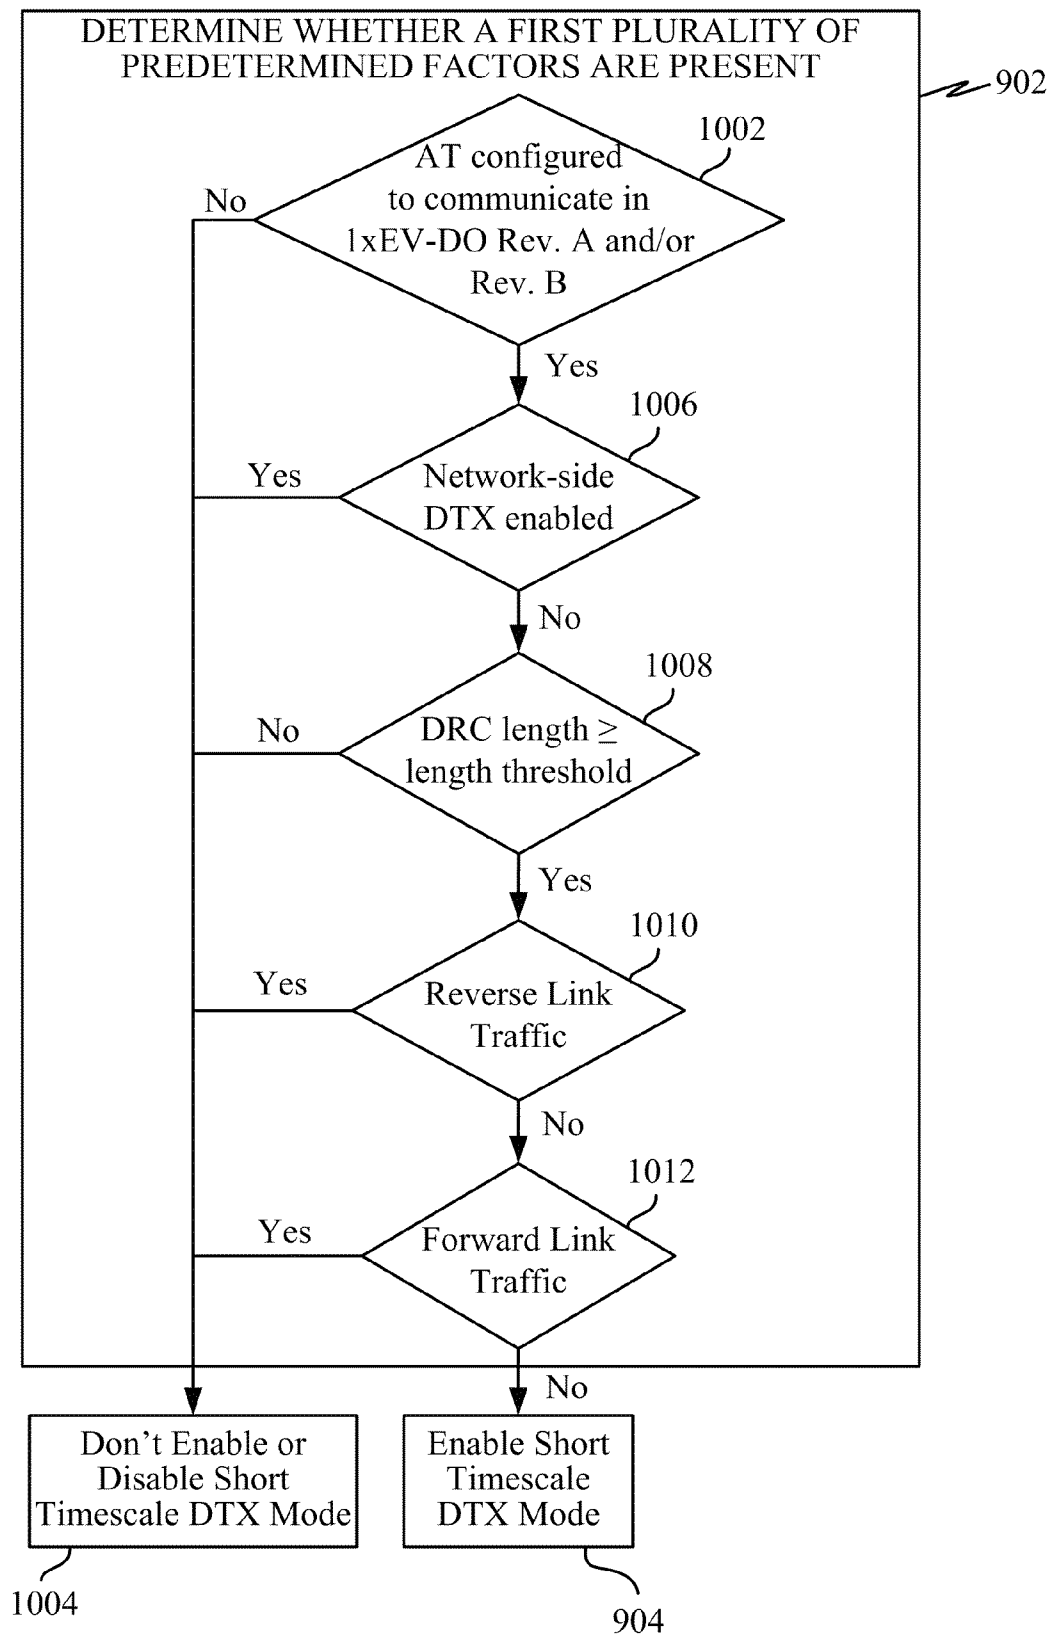 DETERMINE WHETHER A FIRST PLURALITY OF
PREDETERMINED FACTORS ARE PRESENT
902
1002
AT configured
to communicate in
1xEV-DO Rev. A and/or
Rev. B
No
Yes
1006
Network-side
DTX enabled
Yes
No
1008
DRC length ≥
length threshold
No
Yes
1010
Reverse Link
Traffic
Yes
No
1012
Forward Link
Traffic
Yes
No
Don't Enable or
Disable Short
Timescale DTX Mode
1004
Enable Short
Timescale
DTX Mode
904